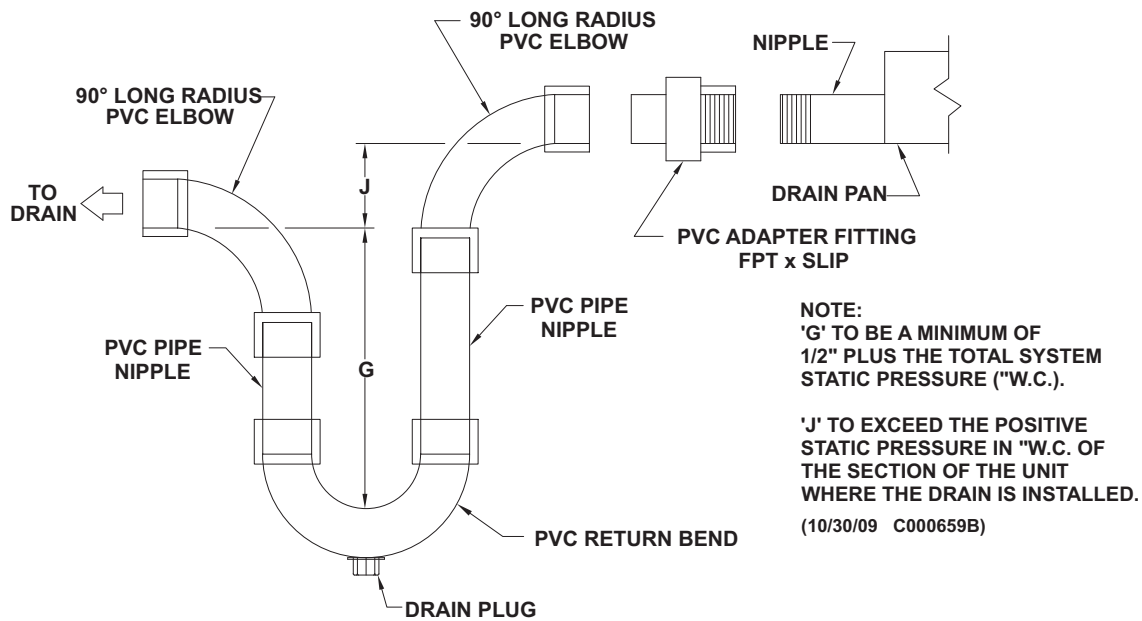 90° LONG RADIUS
PVC ELBOW
NIPPLE
90° LONG RADIUS
PVC ELBOW
TO
DRAIN
J
DRAIN PAN
PVC ADAPTER FITTING
FPT x SLIP
PVC PIPE
NIPPLE
PVC PIPE
NIPPLE
G
NOTE:
'G' TO BE A MINIMUM OF
1/2" PLUS THE TOTAL SYSTEM
STATIC PRESSURE ("W.C.).
'J' TO EXCEED THE POSITIVE
STATIC PRESSURE IN "W.C. OF
THE SECTION OF THE UNIT
WHERE THE DRAIN IS INSTALLED.
(10/30/09 C000659B)
PVC RETURN BEND
DRAIN PLUG